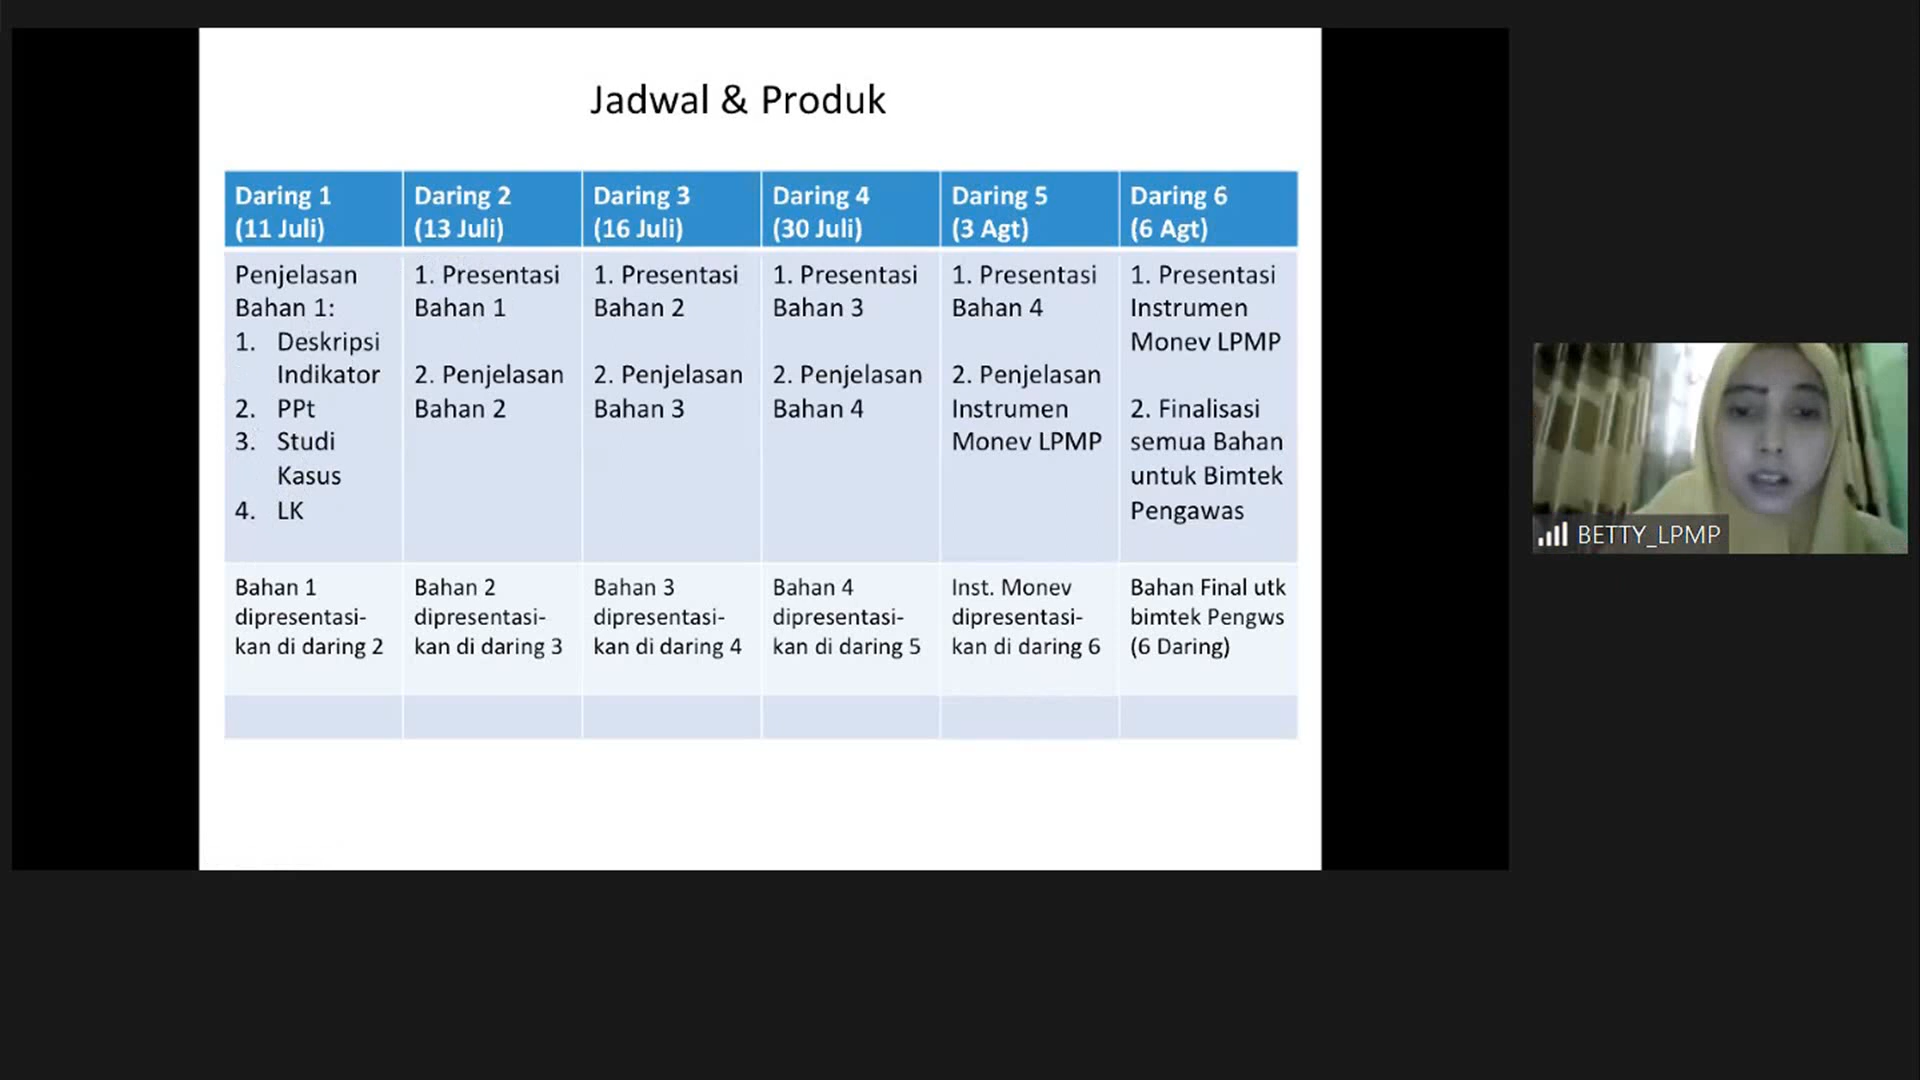 Jadwal & Produk
Daring 1
(11 Juli)
Daring 2
(13 Juli)
Daring 3
(16 Juli)
Daring 4
(30 Juli)
Daring 5
(3 Agt)
Daring 6
(6 Agt)
Penjelasan
Bahan 1:
1. Deskripsi
Indikator
2. PPt
3. Studi
Kasus
4. LK
1. Presentasi
Bahan 1
2. Penjelasan
Bahan 2
1. Presentasi
Bahan 2
2. Penjelasan
Bahan 3
1. Presentasi
Bahan 3
2. Penjelasan
Bahan 4
1. Presentasi
Bahan 4
2. Penjelasan
Instrumen
Monev LPMP
1. Presentasi
Instrumen
Monev LPMP
2. Finalisasi
semua Bahan
untuk Bimtek
Pengawas
Bahan 1
dipresentasi-
kan di daring 2
Bahan 2
dipresentasi-
kan di daring 3
Bahan 3
dipresentasi-
kan di daring 4
Bahan 4
dipresentasi-
kan di daring 5
Inst. Monev
dipresentasi-
kan di daring 6
Bahan Final utk
bimtek Pengws
(6 Daring)
BETTY_LPMP